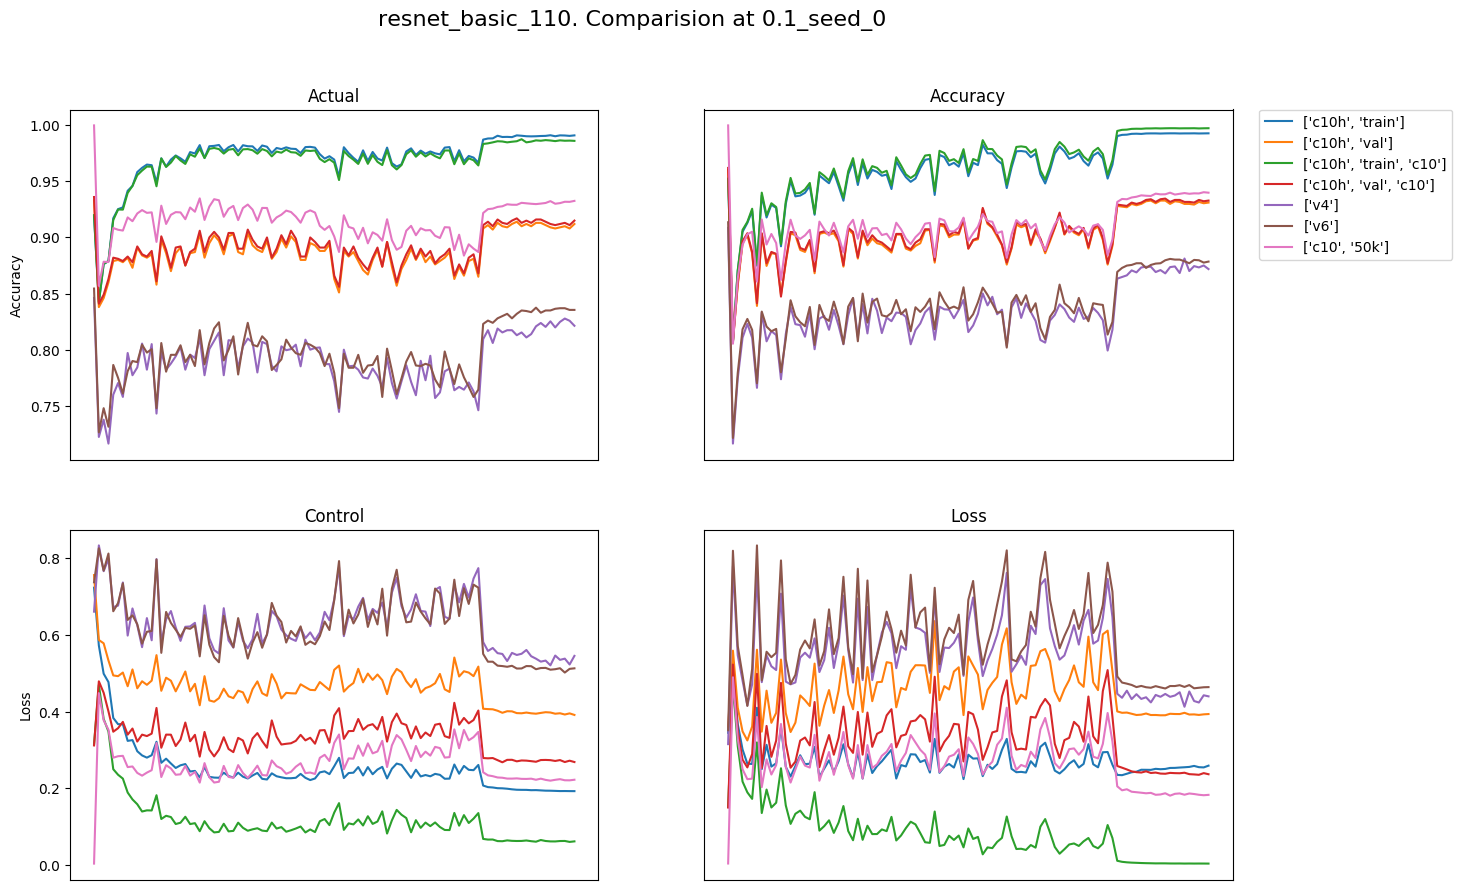 resnet_basic_110. Comparision at 0.1_seed_0
Actual
Accuracy
['c10h', 'train']
['c10h', 'val']
['c10h', 'train', 'c10']
['c10h', 'val', 'c10']
['v4']
['v6']
['c10', '50k']
1.00
0.95
0.90
0.85
0.80
0.75
Accuracy
Control
Loss
0.8
0.6
0.4
0.2
0.0
Loss